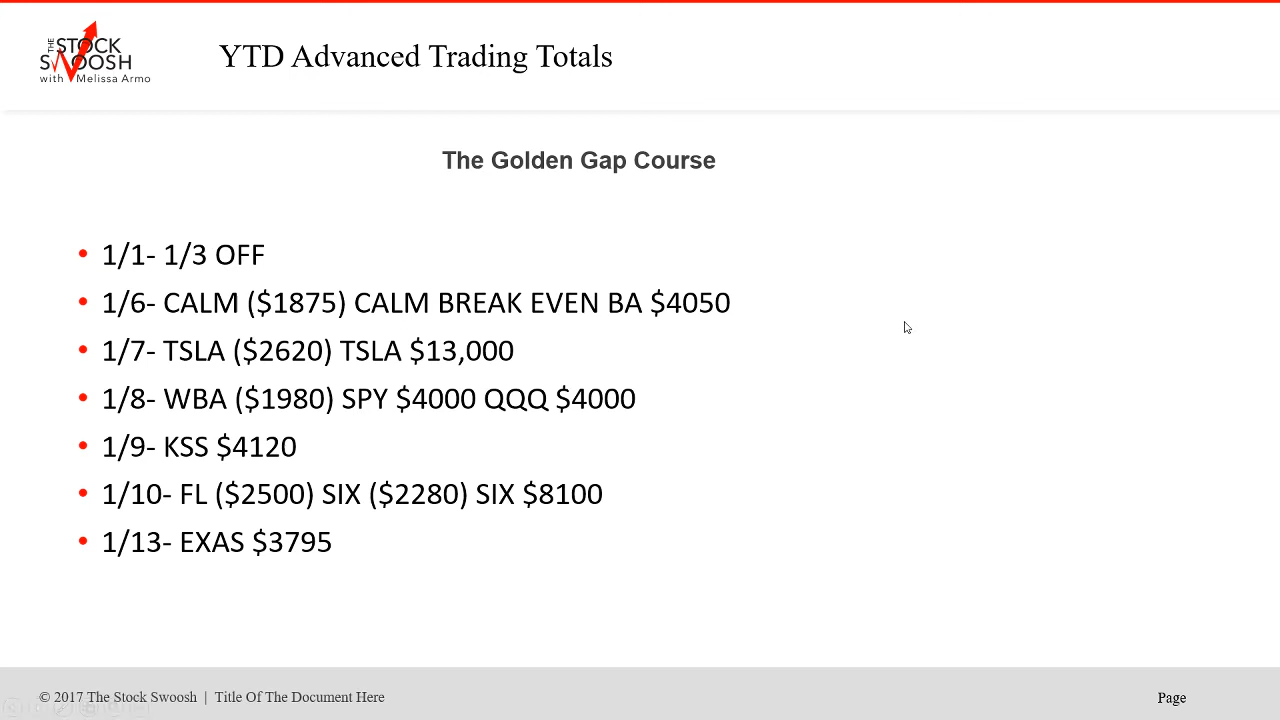 THE
STOCK
SWOOSH
with Melissa Armo
YTD Advanced Trading Totals
The Golden Gap Course
• 1/1- 1/3 OFF
• 1/6- CALM ($1875) CALM BREAK EVEN BA $4050
• 1/7- TSLA ($2620) TSLA $13,000
• 1/8- WBA ($1980) SPY $4000 QQQ $4000
• 1/9- KSS $4120
• 1/10- FL ($2500) SIX ($2280) SIX $8100
• 1/13- EXAS $3795
© 2017 The Stock Swoosh | Title Of The Document Here
Page